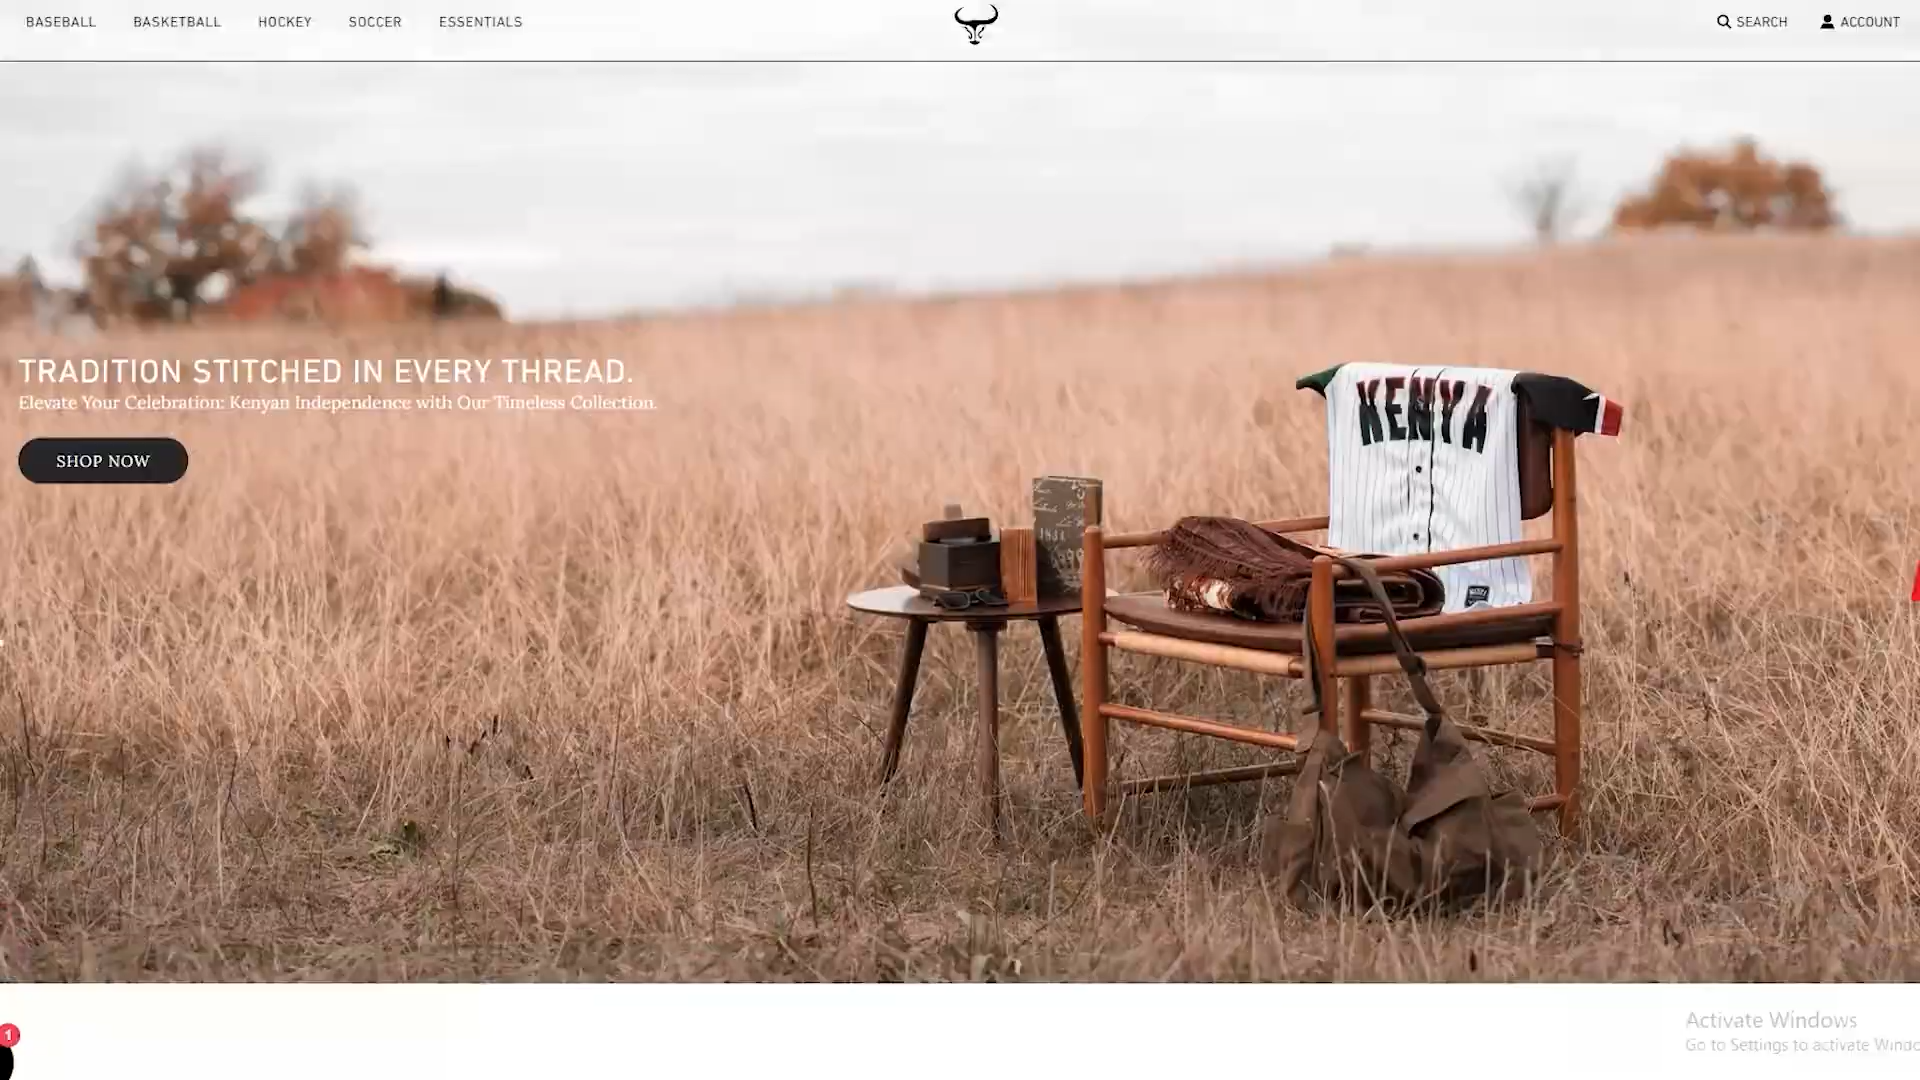 BASEBALL
BASKETBALL
HOCKEY
SOCCER
ESSENTIALS
SEARCH
ACCOUNT
TRADITION STITCHED IN EVERY THREAD.
Elevate Your Celebration: Kenyan Independence with Our Timeless Collection.
SHOP NOW
KENYA
1
Activate Windows
Go to Settings to activate Windo